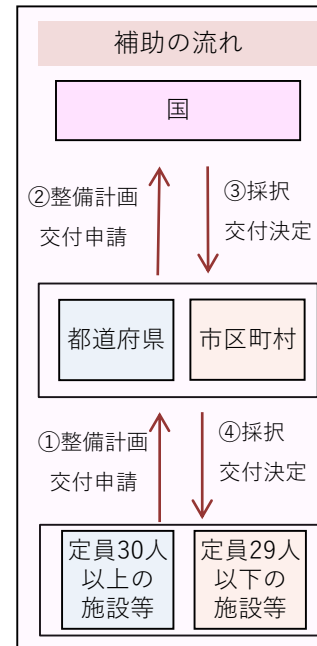 補助の流れ
国
②整備計画
交付申請
③採択
交付決定
都道府県
市区町村
①整備計画
交付申請
④採択
交付決定
定員30人
以上の
施設等
定員29人
以下の
施設等